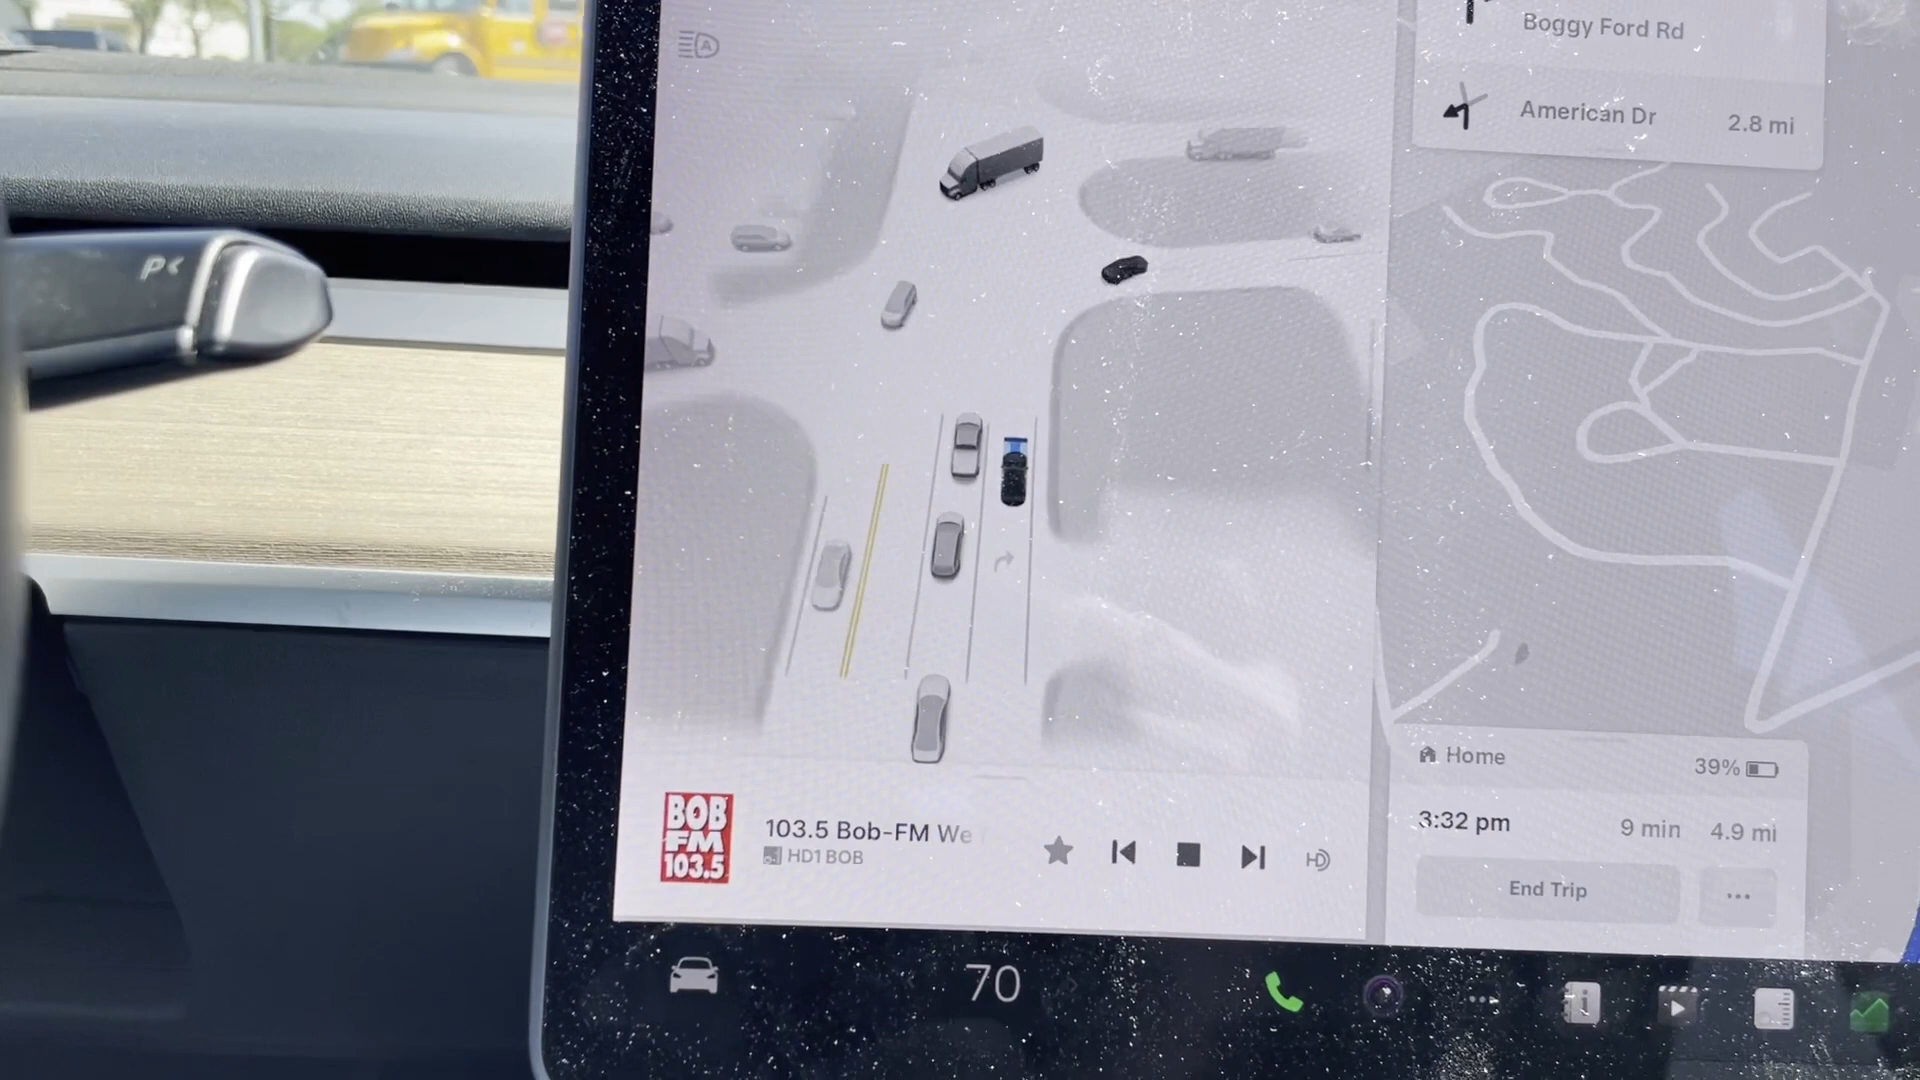 P<
A
Boggy Ford Rd
American Dr 2.8 mi
Home 39%
3:32 pm 9 min 4.9 mi
End Trip
...
BOB
FM
103.5
103.5 Bob-FM We
HD1 BOB
HD
70